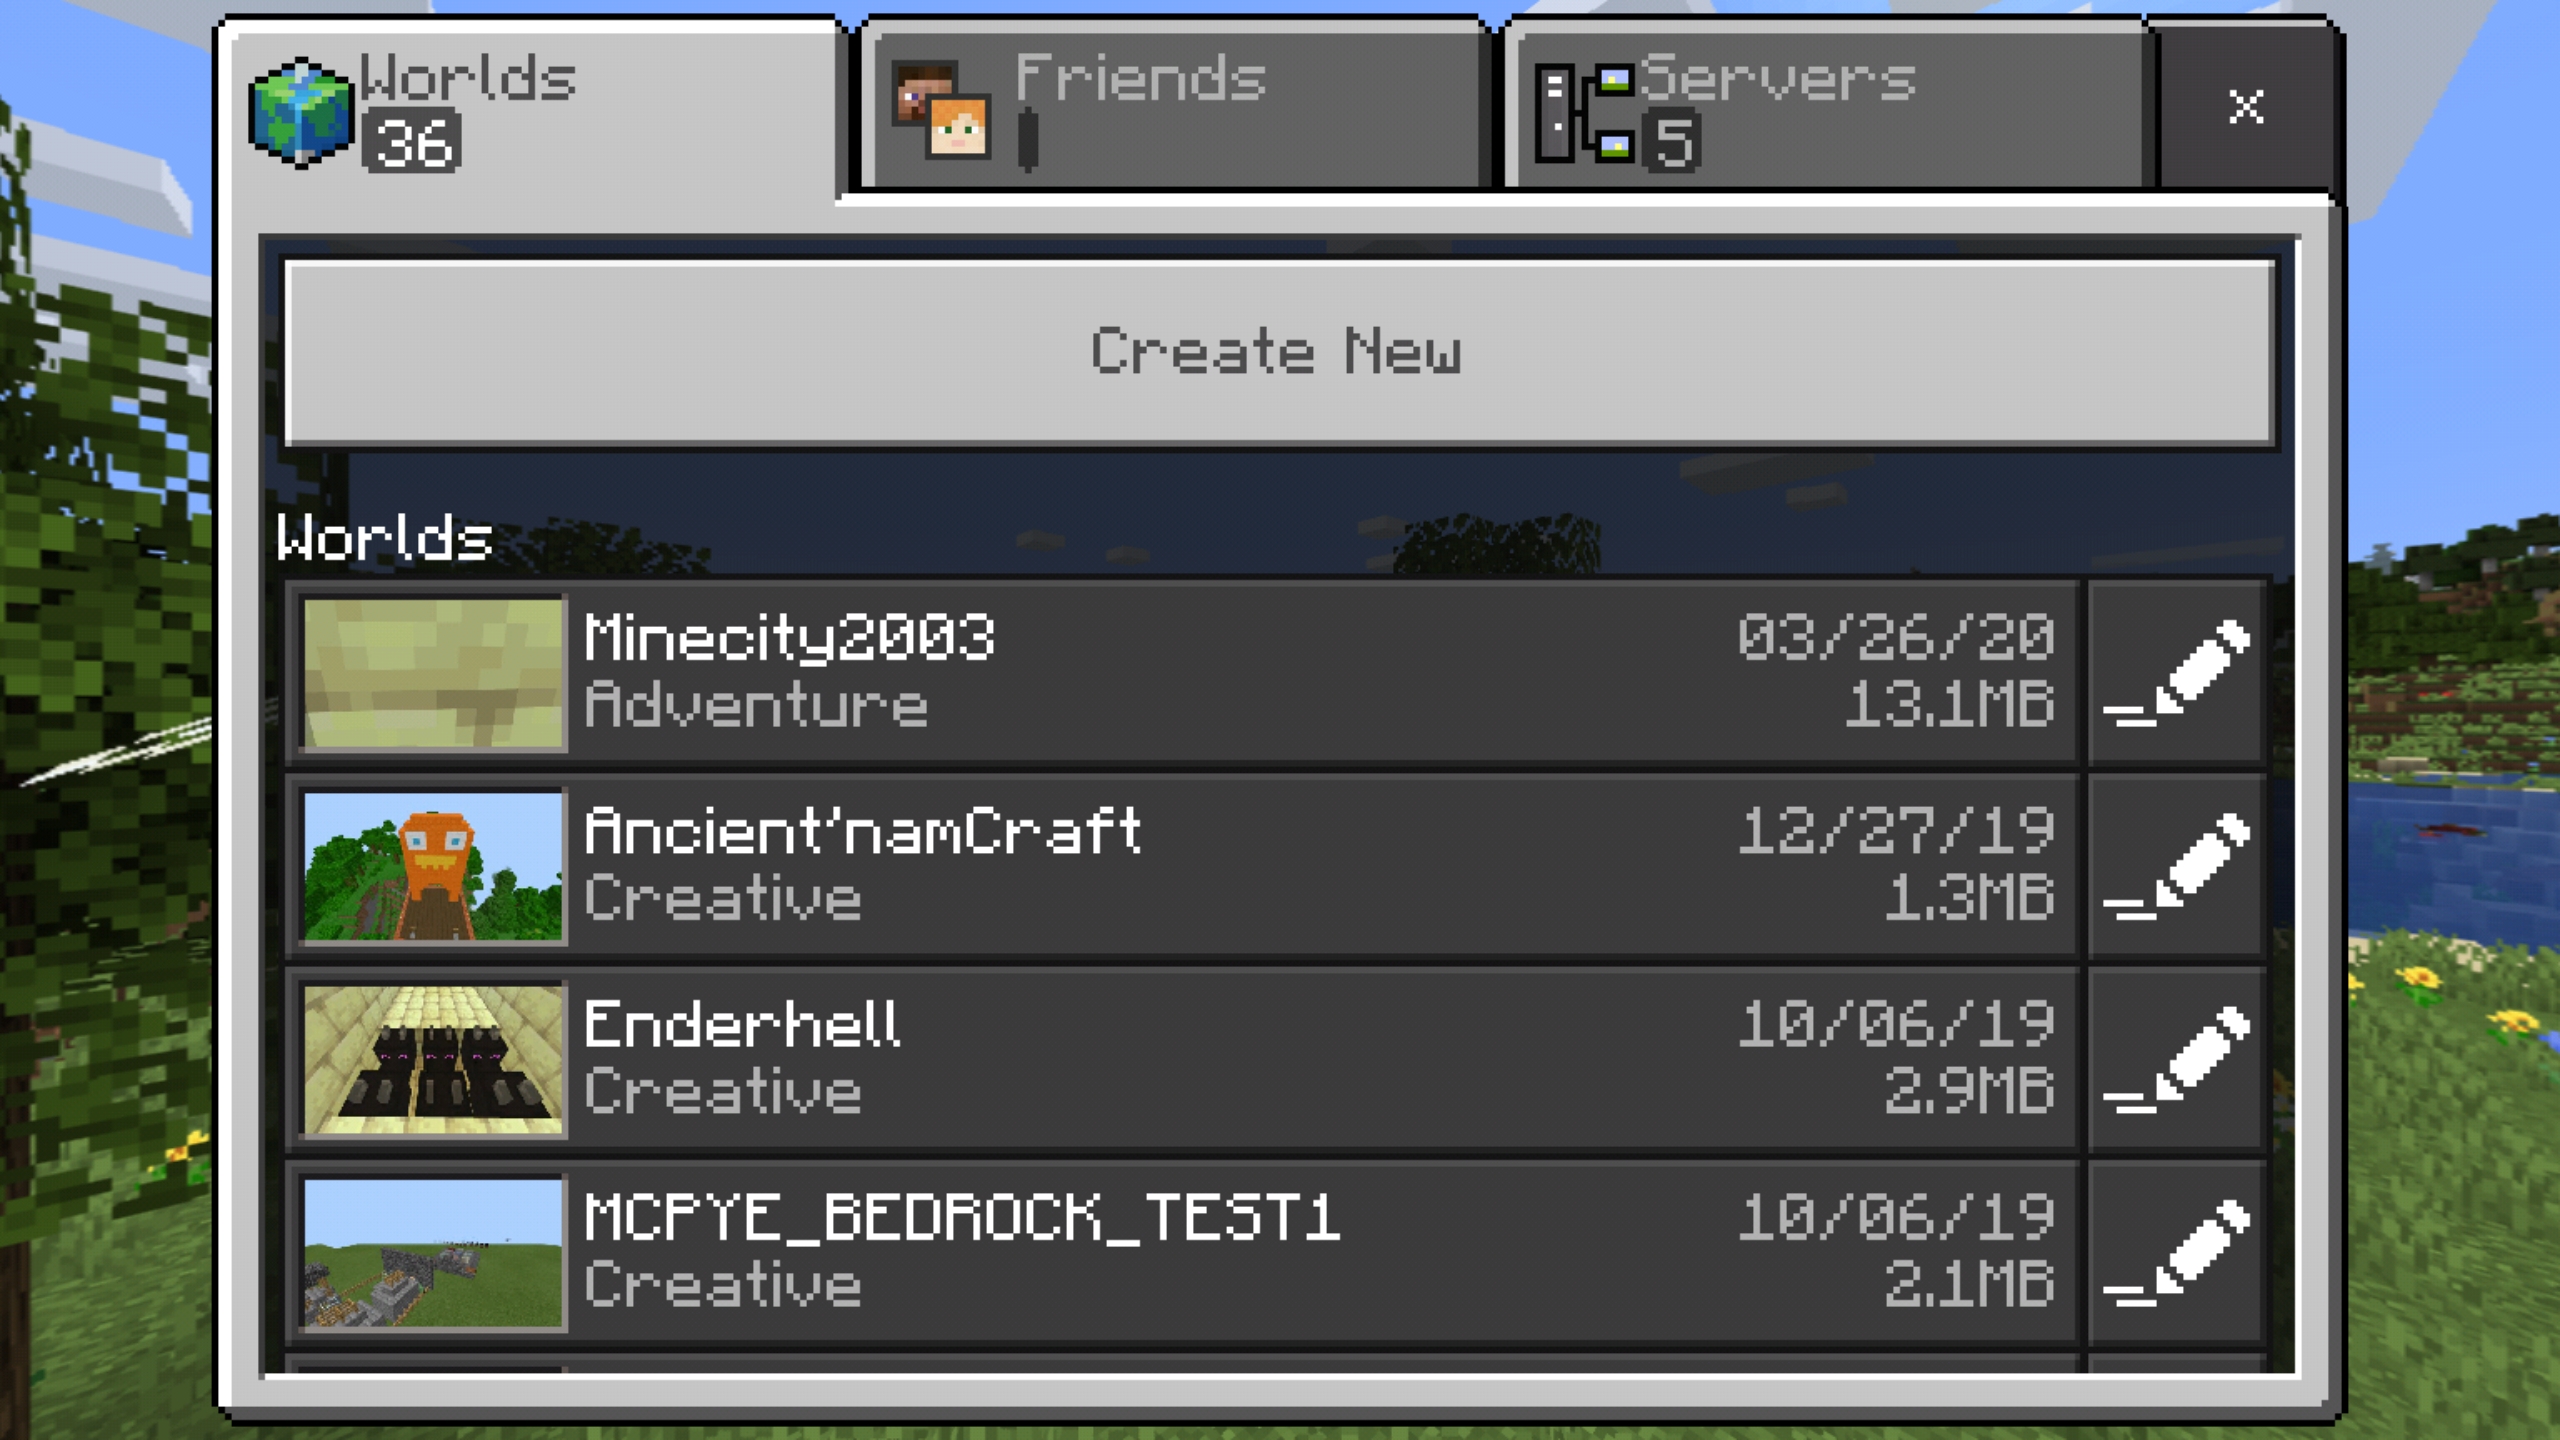 Worlds
36
Friends
Servers
5
Create New
Worlds
Minecity2003
03/26/20
Adventure
13.1MB
Ancient'namCraft
12/27/19
Creative
1.3MB
Enderhell
10/06/19
Creative
2.9MB
MCPYE_BEDROCK_TEST1
10/06/19
Creative
2.1MB